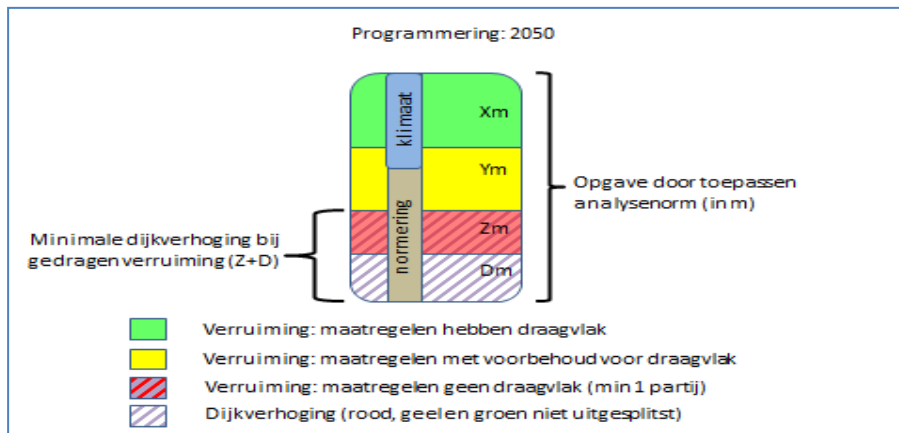 Programmering: 2050
klimaat
normering
Xm
Ym
Zm
Dm
Opgave door toepassen
analysenorm (in m)
Minimale dijkverhoging bij
gedragen verruiming (Z+D)
Verruiming: maatregelen hebben draagvlak
Verruiming: maatregelen met voorbehoud voor draagvlak
Verruiming: maatregelen geen draagvlak (min 1 partij)
Dijkverhoging (rood, geel en groen niet uitgesplitst)